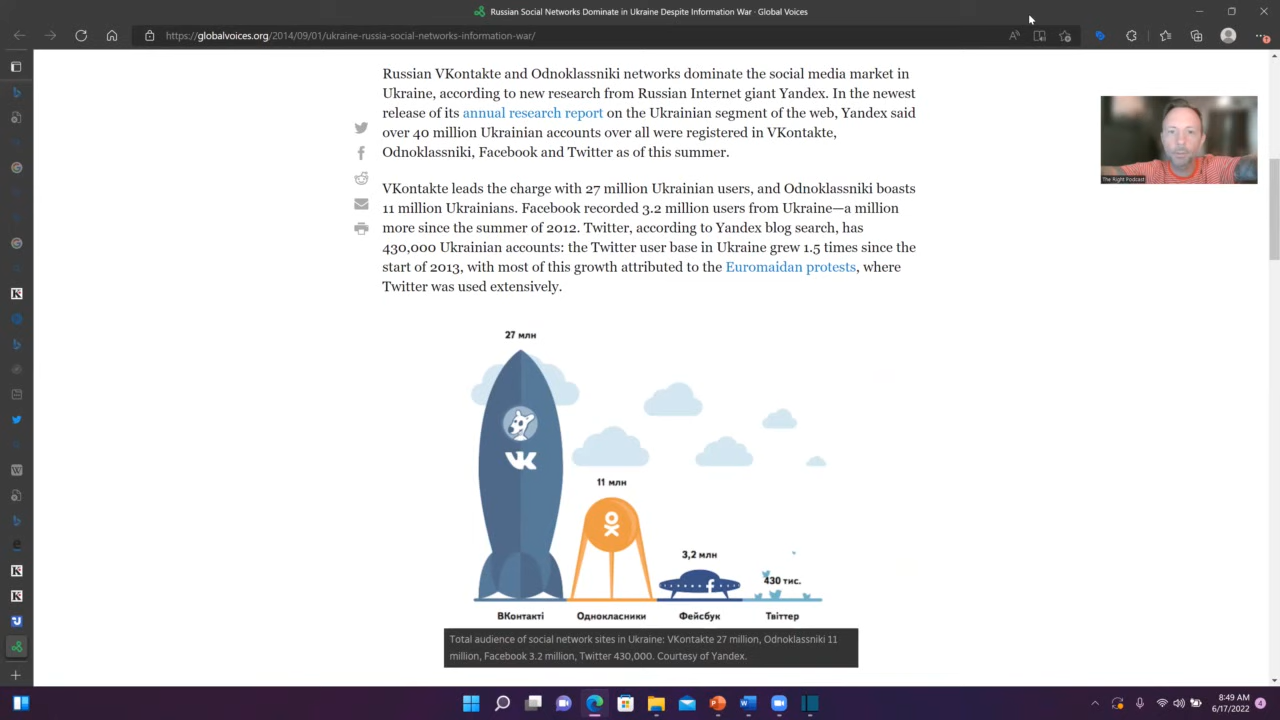 Russian Social Networks Dominate in Ukraine Despite Information War · Global Voices
https://globalvoices.org/2014/09/01/ukraine-russia-social-networks-information-war/
Russian VKontakte and Odnoklassniki networks dominate the social media market in
Ukraine, according to new research from Russian Internet giant Yandex. In the newest
release of its annual research report on the Ukrainian segment of the web, Yandex said
over 40 million Ukrainian accounts over all were registered in VKontakte,
Odnoklassniki, Facebook and Twitter as of this summer.
VKontakte leads the charge with 27 million Ukrainian users, and Odnoklassniki boasts
11 million Ukrainians. Facebook recorded 3.2 million users from Ukraine—a million
more since the summer of 2012. Twitter, according to Yandex blog search, has
430,000 Ukrainian accounts: the Twitter user base in Ukraine grew 1.5 times since the
start of 2013, with most of this growth attributed to the Euromaidan protests, where
Twitter was used extensively.
The Right Podcast
27 млн
11 млн
3,2 млн
430 тис.
ВКонтакті Однокласники Фейсбук Твіттер
Total audience of social network sites in Ukraine: VKontakte 27 million, Odnoklassniki 11
million, Facebook 3.2 million, Twitter 430,000. Courtesy of Yandex.
8:49 AM
6/17/2022